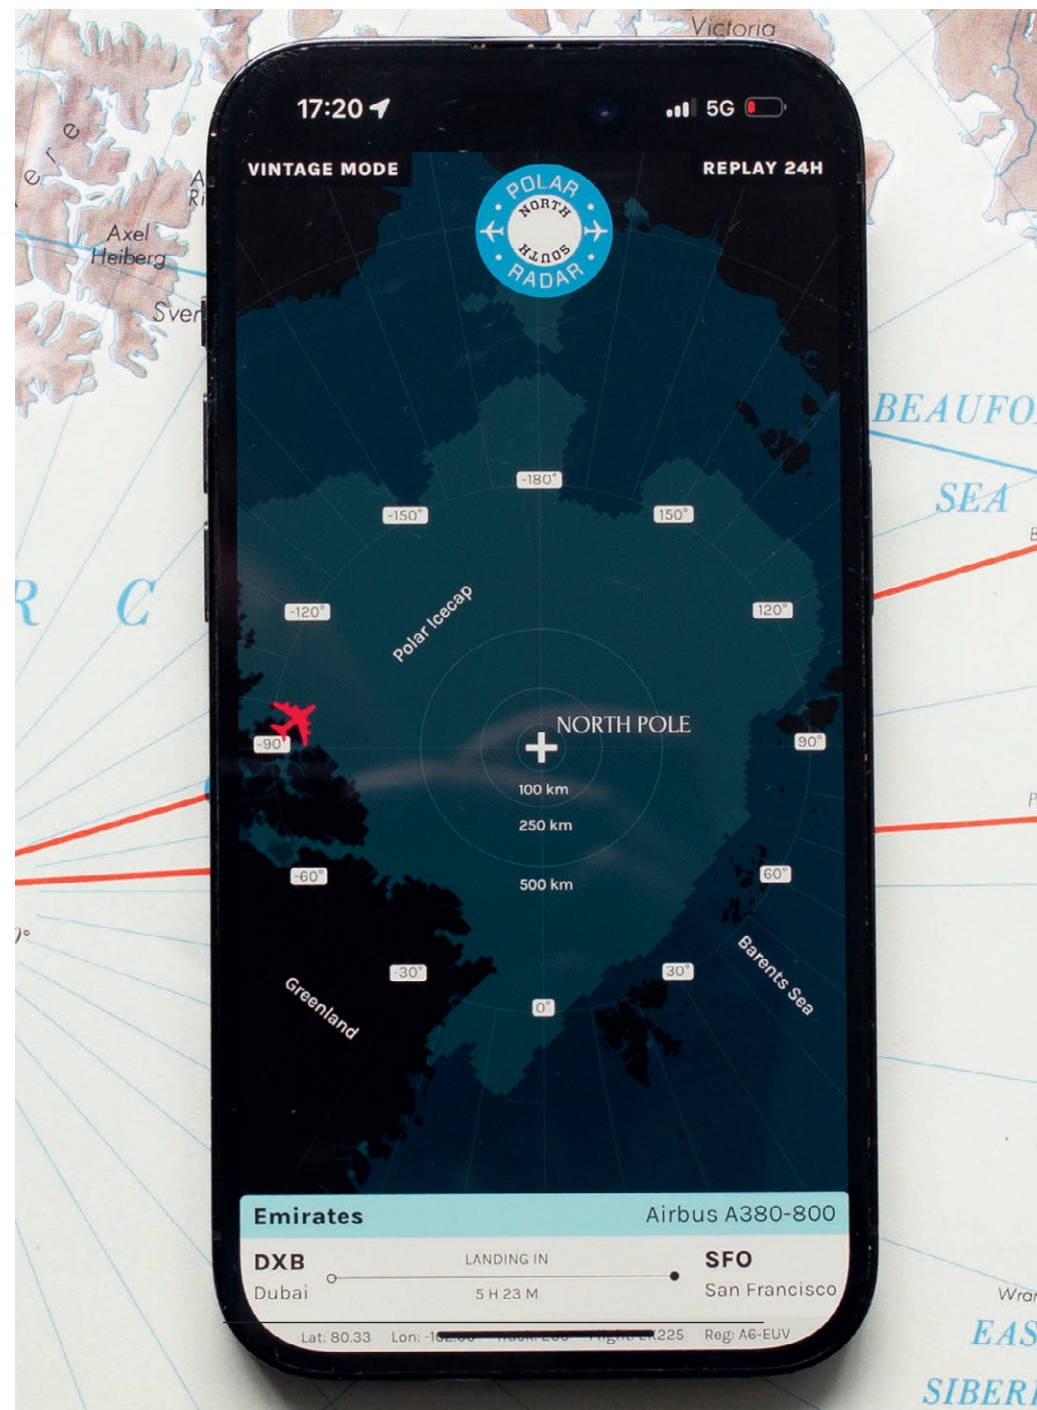 Victoria
17:20 5G
VINTAGE MODE
REPLAY 24H
POLAR
NORTH
SOUTH
RADAR
Axel
Heiberg
BEAUFO
SEA
R C
-180°
-150°
150°
-120°
120°
Polar Icecap
NORTH POLE
-90°
90°
100 km
250 km
500 km
-60°
60°
-30°
30°
0°
Greenland
Barents Sea
Emirates
Airbus A380-800
DXB
LANDING IN
SFO
Dubai
5 H 23 M
San Francisco
Lat: 80.33 Lon: Reg: A6-EUV
EAS
SIBERI